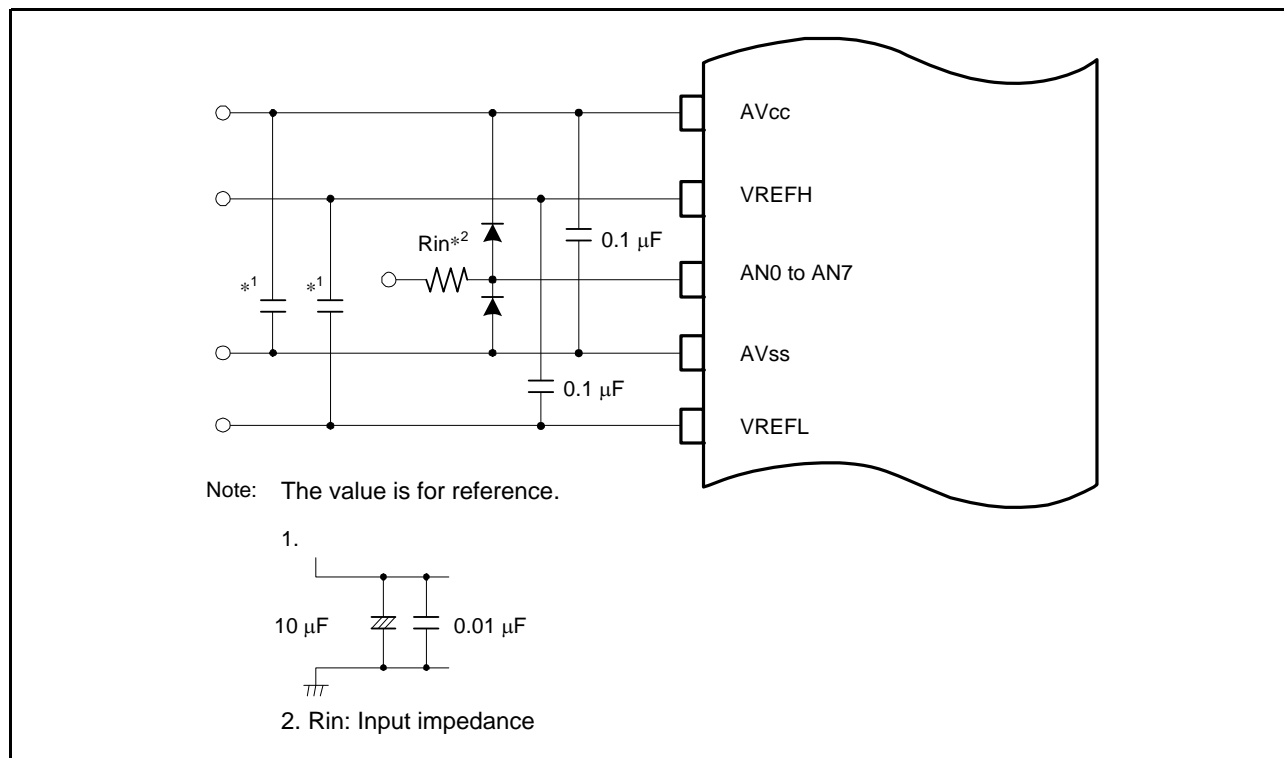 AVcc
VREFH
Rin*2
0.1 μF
*1 *1
AN0 to AN7
AVss
0.1 μF
VREFL
Note: The value is for reference.
1.
10 μF 0.01 μF
2. Rin: Input impedance